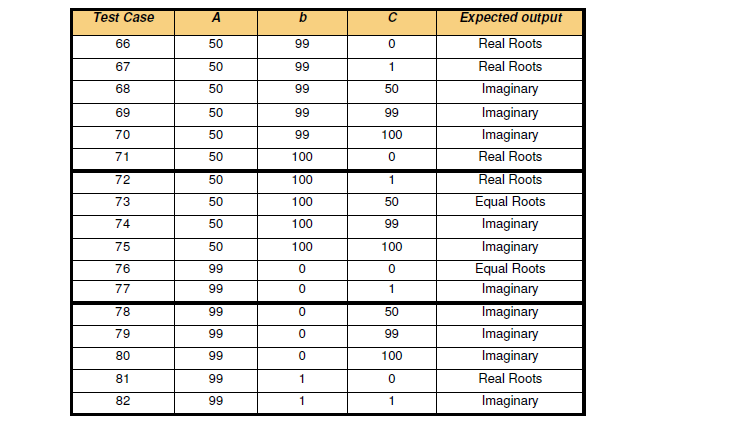 Test Case A b C Expected output
66 50 99 0 Real Roots
67 50 99 1 Real Roots
68 50 99 50 Imaginary
69 50 99 99 Imaginary
70 50 99 100 Imaginary
71 50 100 0 Real Roots
72 50 100 1 Real Roots
73 50 100 50 Equal Roots
74 50 100 99 Imaginary
75 50 100 100 Imaginary
76 99 0 0 Equal Roots
77 99 0 1 Imaginary
78 99 0 50 Imaginary
79 99 0 99 Imaginary
80 99 0 100 Imaginary
81 99 1 0 Real Roots
82 99 1 1 Imaginary